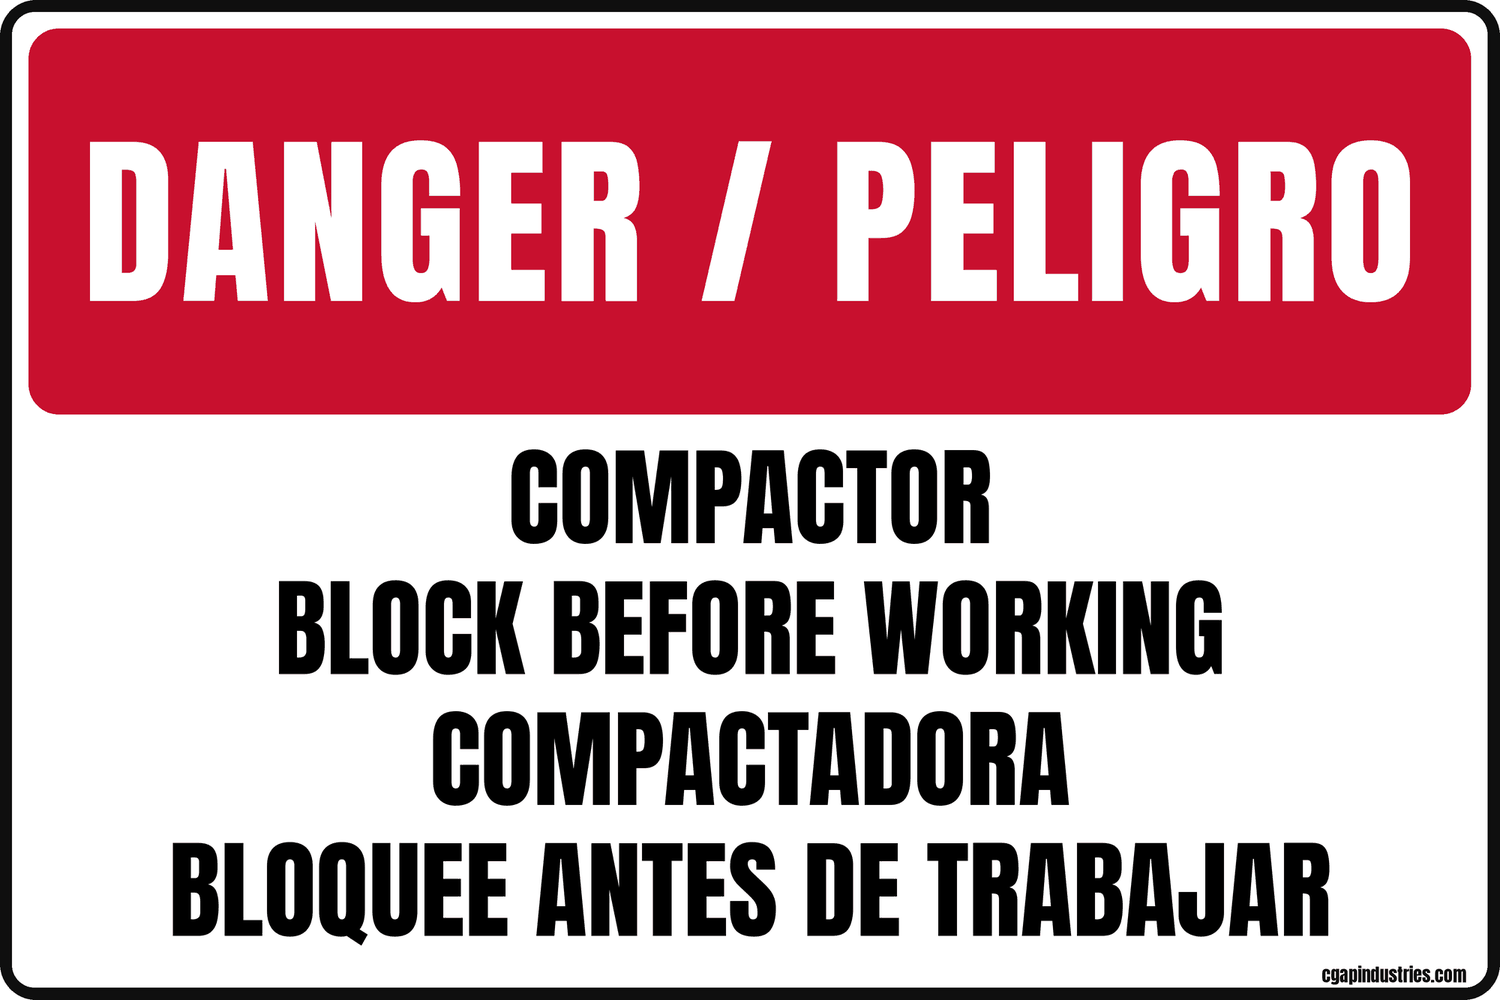 DANGER / PELIGRO
COMPACTOR
BLOCK BEFORE WORKING
COMPACTADORA
BLOQUEE ANTES DE TRABAJAR
cgapindustries.com